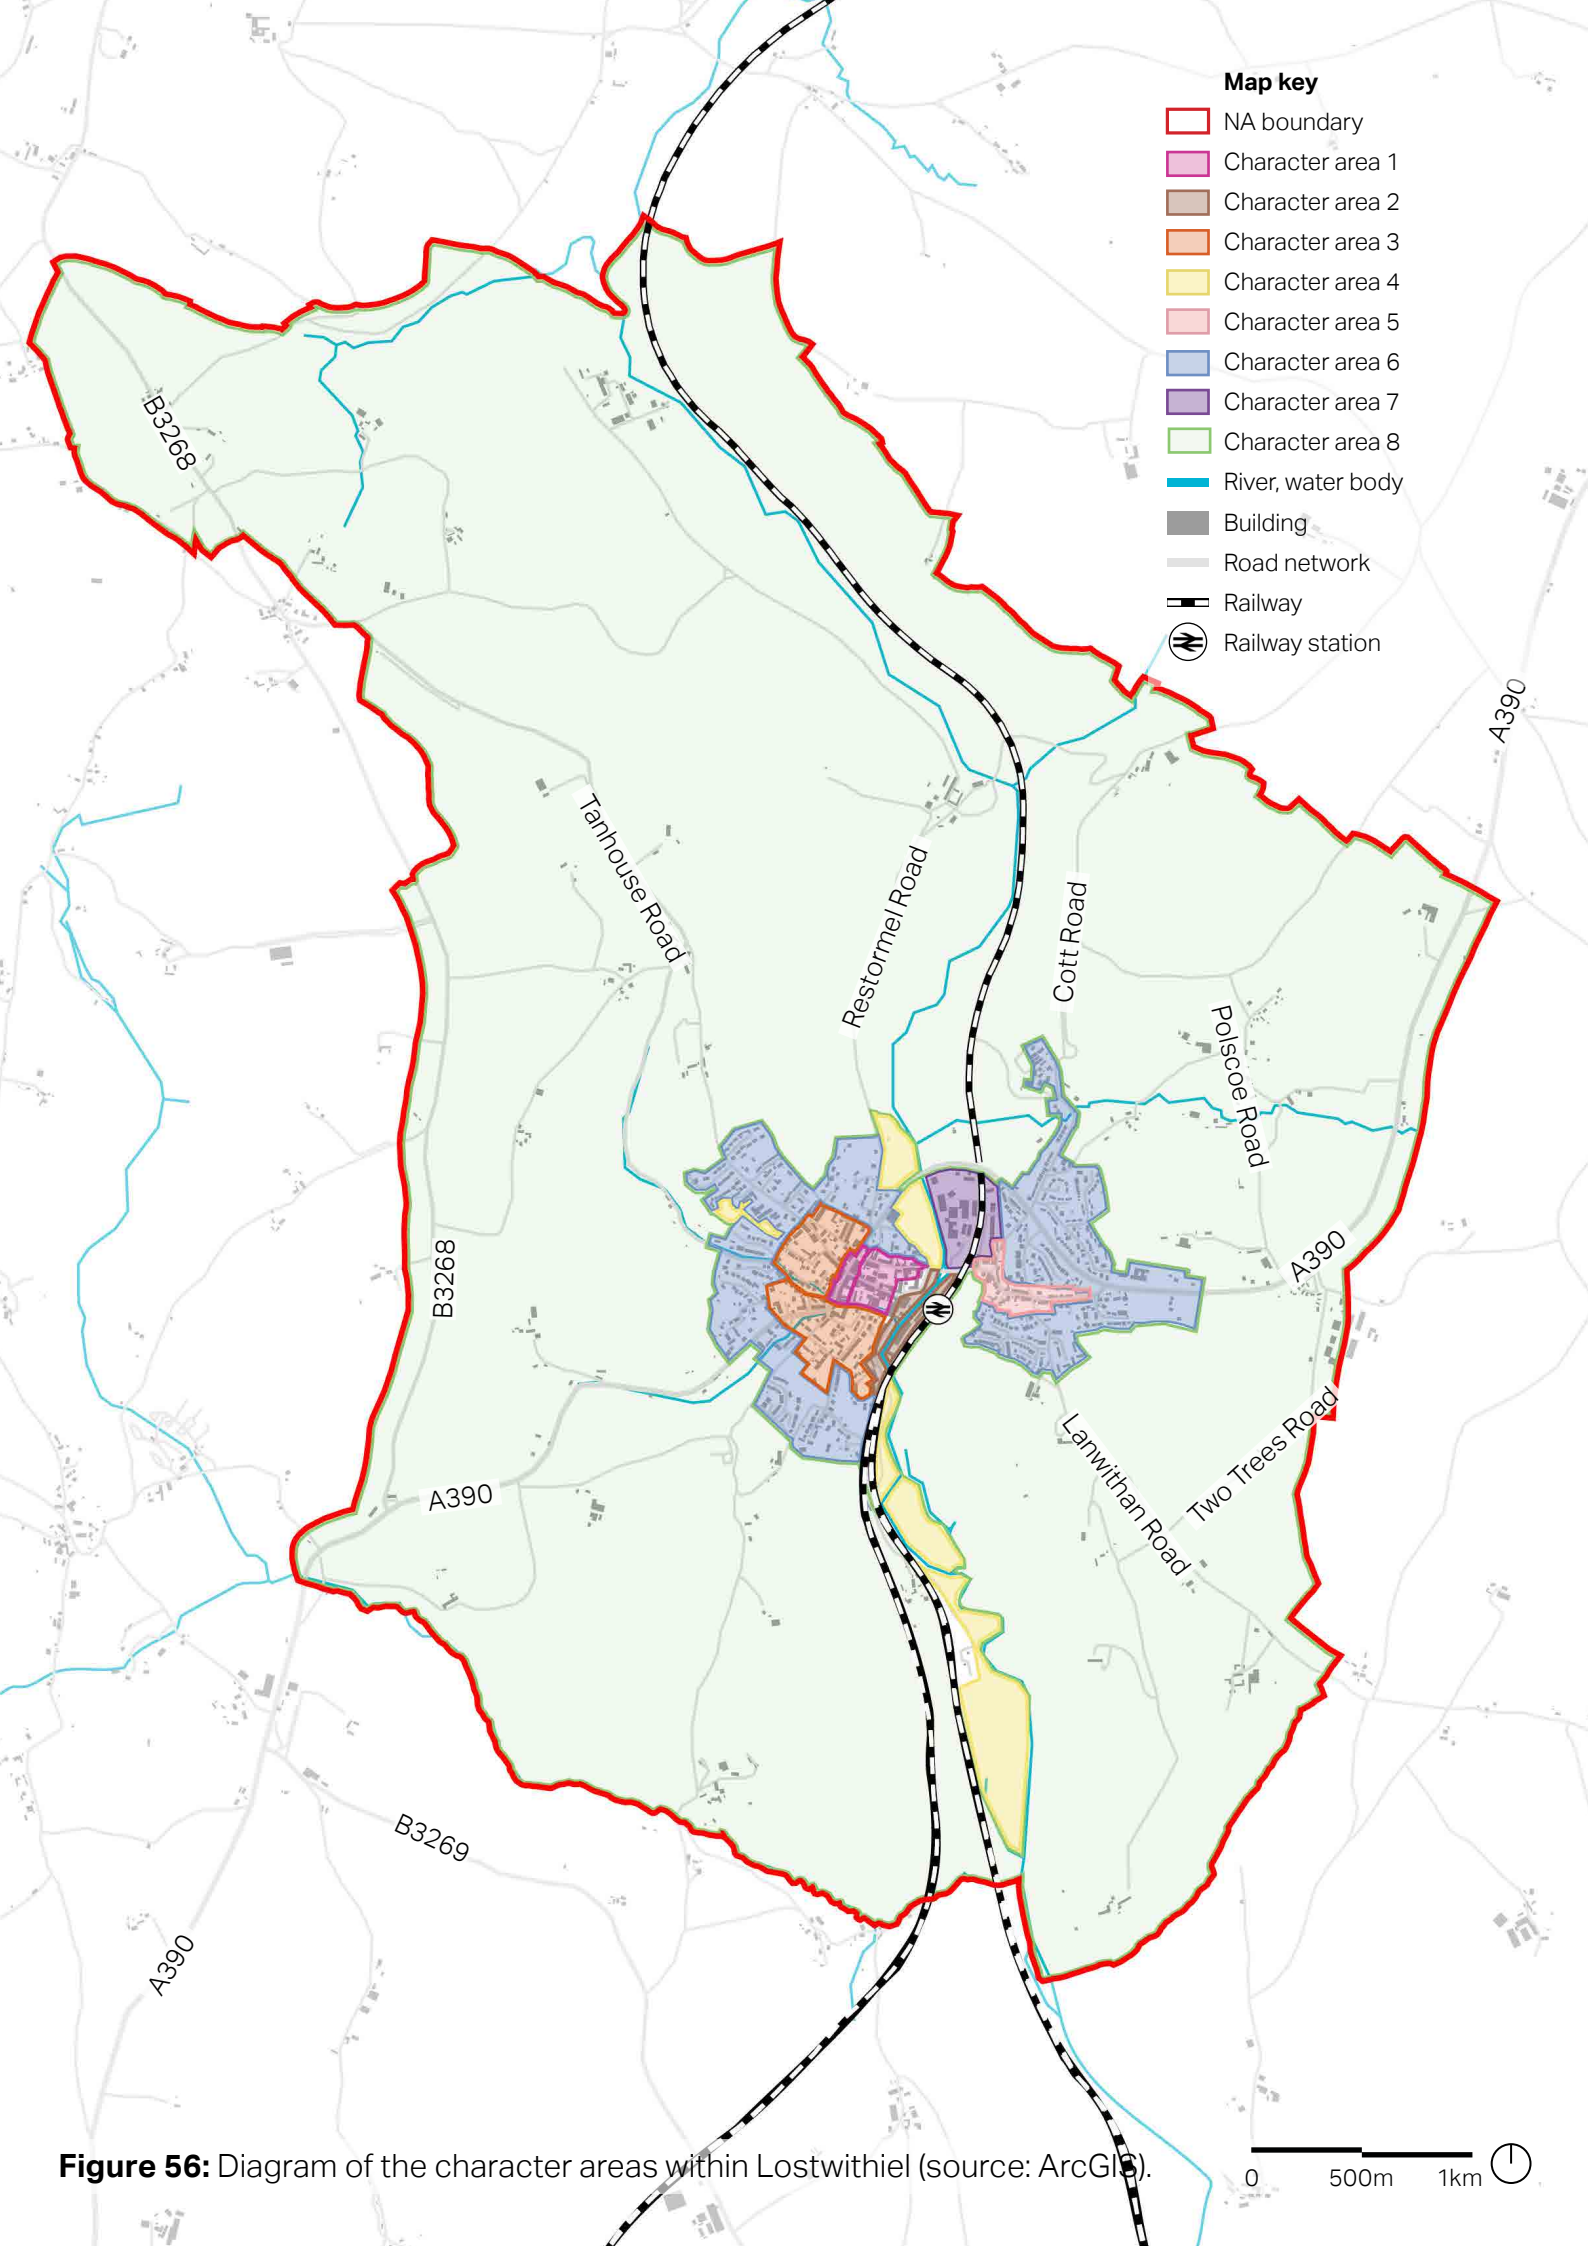 Map key
NA boundary
Character area 1
Character area 2
Character area 3
Character area 4
Character area 5
Character area 6
Character area 7
Character area 8
River, water body
Building
Road network
Railway
Railway station
B3268
A390
Tanhouse Road
Restormel Road
Cott Road
Polscoe Road
B3268
A390
A390
Lanwithan Road
Two Trees Road
B3269
A390
Figure 56: Diagram of the character areas within Lostwithiel (source: ArcGIS).
0 500m 1km